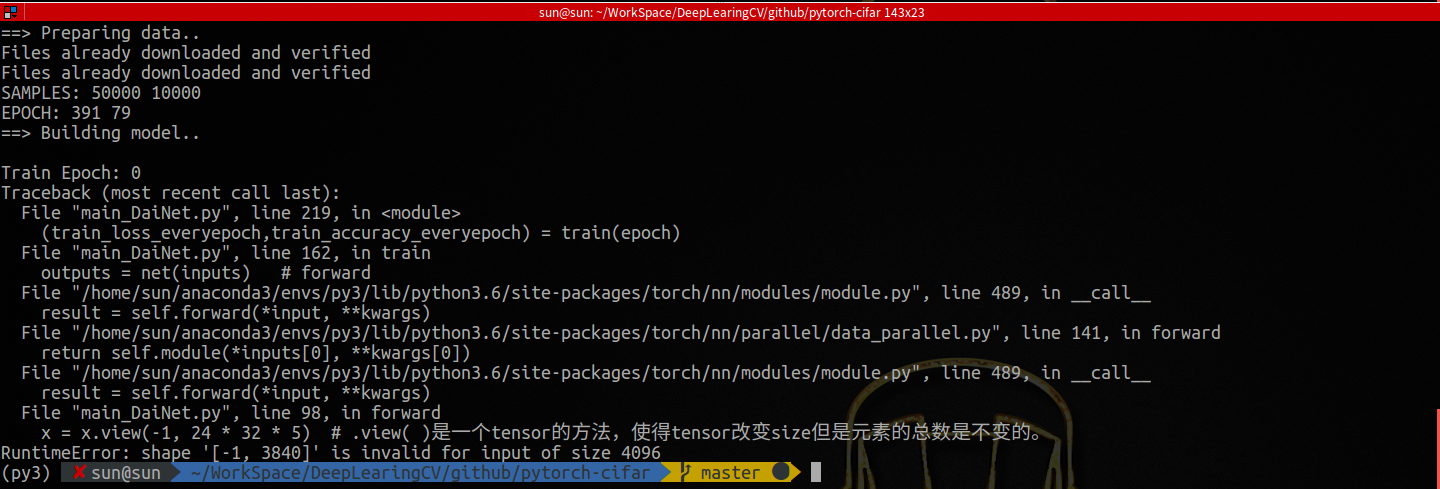 sun@sun: ~/WorkSpace/DeepLearingCV/github/pytorch-cifar 143x23
==> Preparing data..
Files already downloaded and verified
Files already downloaded and verified
SAMPLES: 50000 10000
EPOCH: 391 79
==> Building model..
Train Epoch: 0
Traceback (most recent call last):
  File "main_DaiNet.py", line 219, in <module>
    (train_loss_everyepoch,train_accuracy_everyepoch) = train(epoch)
  File "main_DaiNet.py", line 162, in train
    outputs = net(inputs)   # forward
  File "/home/sun/anaconda3/envs/py3/lib/python3.6/site-packages/torch/nn/modules/module.py", line 489, in __call__
    result = self.forward(*input, **kwargs)
  File "/home/sun/anaconda3/envs/py3/lib/python3.6/site-packages/torch/nn/parallel/data_parallel.py", line 141, in forward
    return self.module(*inputs[0], **kwargs[0])
  File "/home/sun/anaconda3/envs/py3/lib/python3.6/site-packages/torch/nn/modules/module.py", line 489, in __call__
    result = self.forward(*input, **kwargs)
  File "main_DaiNet.py", line 98, in forward
    x = x.view(-1, 24 * 32 * 5)  # .view( )是一个tensor的方法，使得tensor改变size但是元素的总数是不变的。
RuntimeError: shape '[-1, 3840]' is invalid for input of size 4096
(py3) ✘ sun@sun ~/WorkSpace/DeepLearingCV/github/pytorch-cifar master